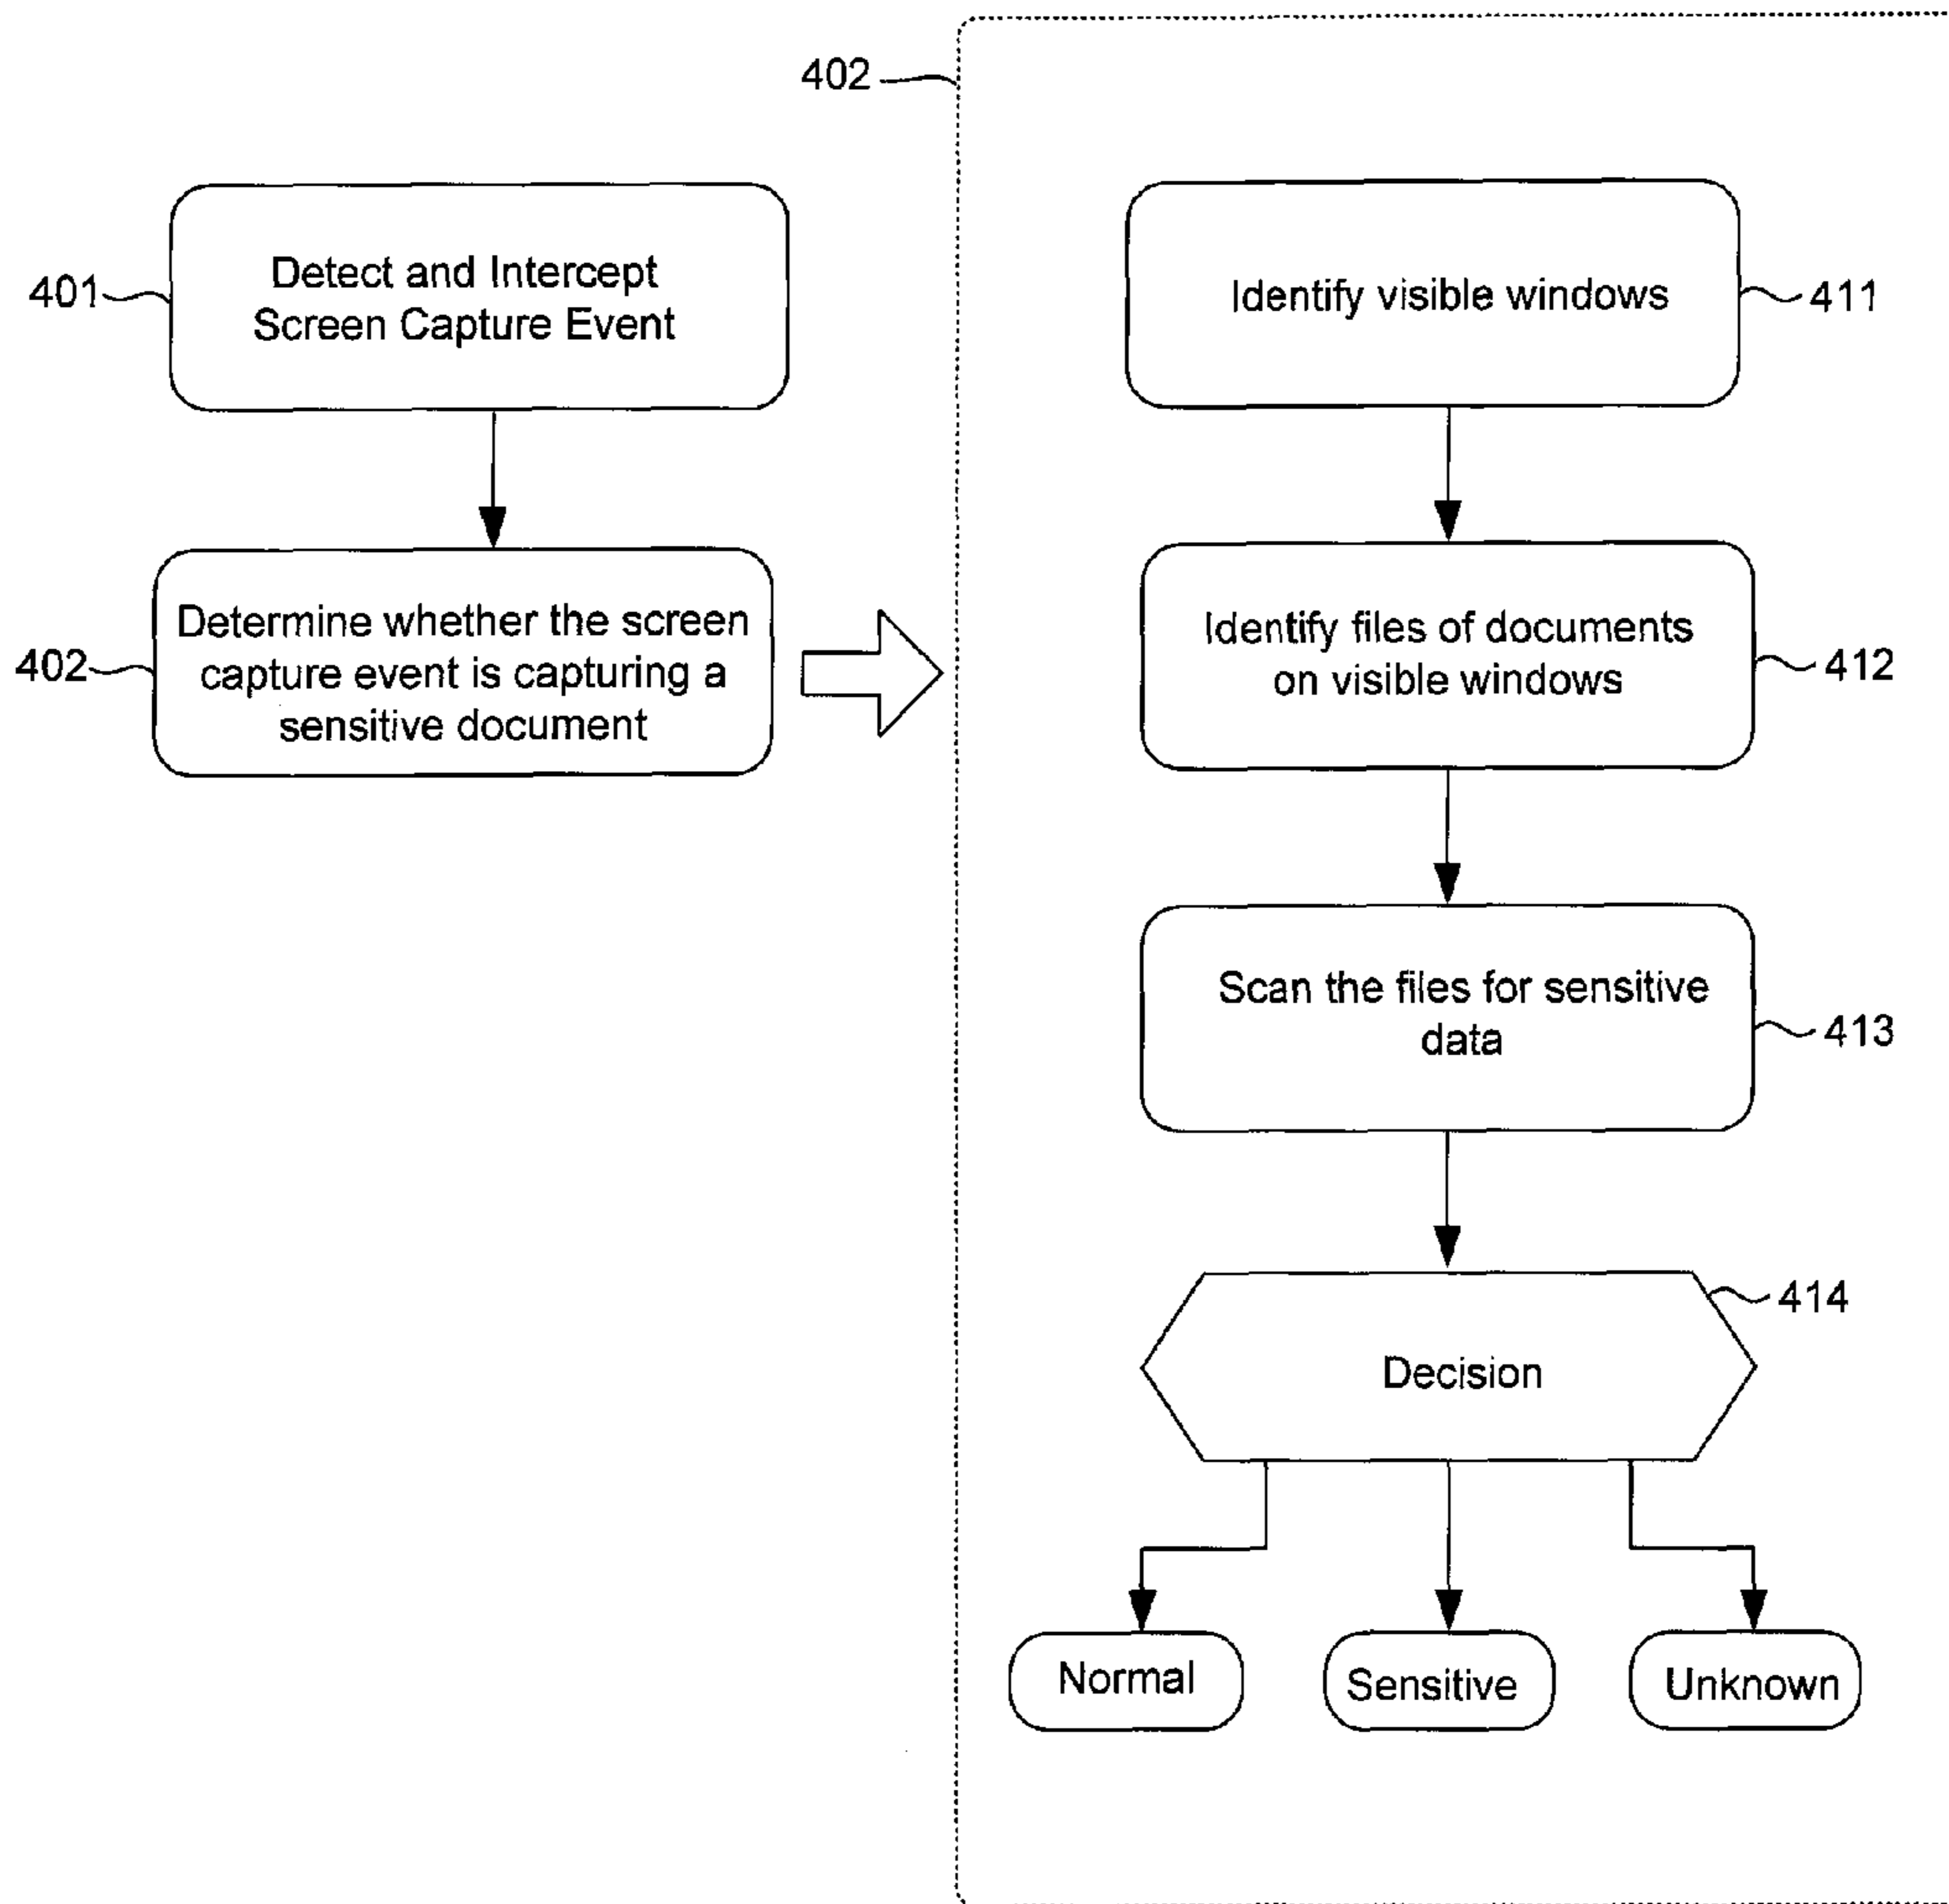 401
Detect and Intercept
Screen Capture Event
402
Determine whether the screen
capture event is capturing a
sensitive document
402
Identify visible windows
411
Identify files of documents
on visible windows
412
Scan the files for sensitive
data
413
414
Decision
Normal
Sensitive
Unknown